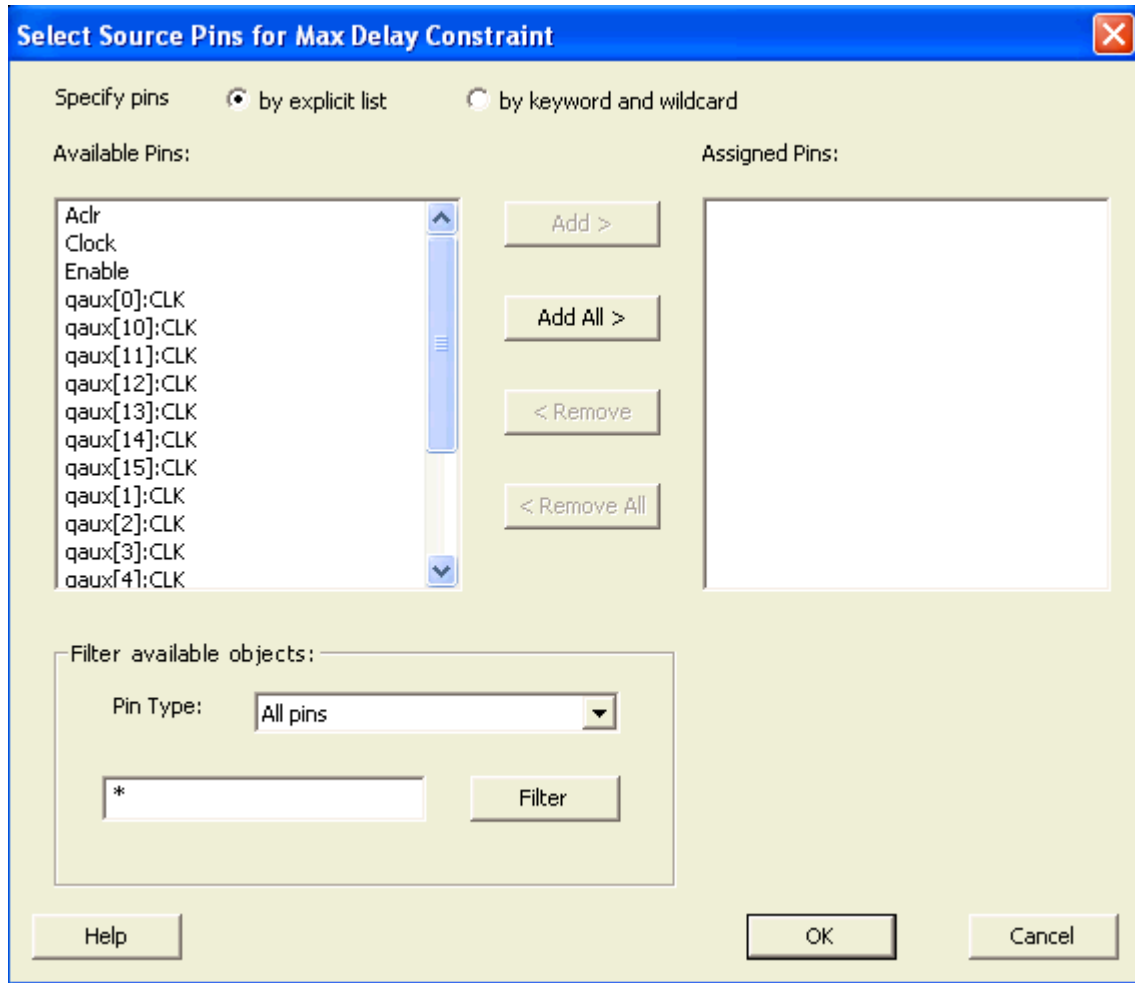 Select Source Pins for Max Delay Constraint
Specify pins by explicit list by keyword and wildcard
Available Pins: Assigned Pins:
Aclr
Clock
Enable
qaux[0]:CLK
qaux[10]:CLK
qaux[11]:CLK
qaux[12]:CLK
qaux[13]:CLK
qaux[14]:CLK
qaux[15]:CLK
qaux[1]:CLK
qaux[2]:CLK
qaux[3]:CLK
qaux[4]:CLK
Add >
Add All >
< Remove
< Remove All
Filter available objects:
Pin Type: All pins
* Filter
Help OK Cancel